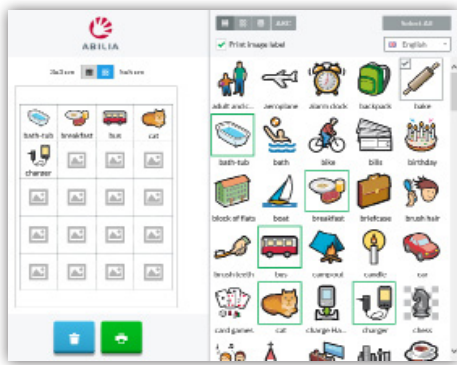 ABILIA
3x3 cm 4x4 cm
bath-tub breakfast bus cat
charger
ABC Select All
Print image label English
adult and c... aeroplane alarm clock backpack bake
bath-tub bath bike bills birthday
block of flats boat breakfast briefcase brush hair
brush teeth bus campout candle car
card games cat charge Ha... charger chess